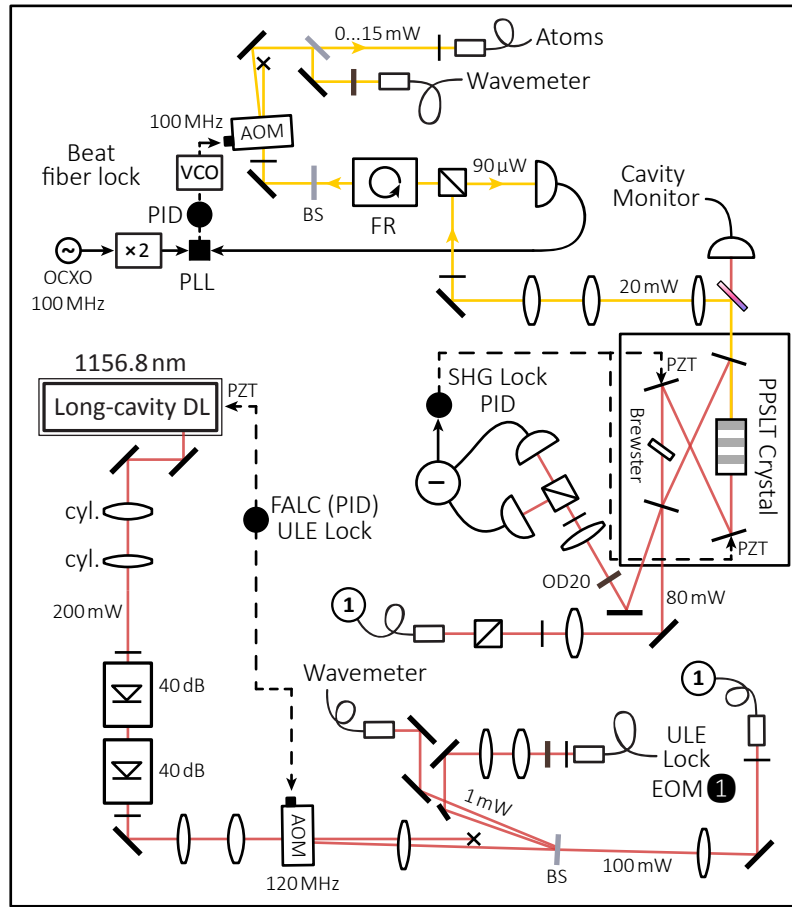 0...15 mW
Atoms
Wavemeter
100 MHz
AOM
Beat
fiber lock
VCO
90 µW
Cavity
Monitor
PID
BS
FR
~
×2
OCXO
100 MHz
PLL
20 mW
1156.8 nm
PZT
Long-cavity DL
SHG Lock
PID
PZT
Brewster
PPSLT Crystal
−
cyl.
FALC (PID)
ULE Lock
cyl.
PZT
OD20
200 mW
1
80 mW
40 dB
Wavemeter
1
40 dB
ULE
Lock
EOM 1
1 mW
AOM
120 MHz
BS
100 mW